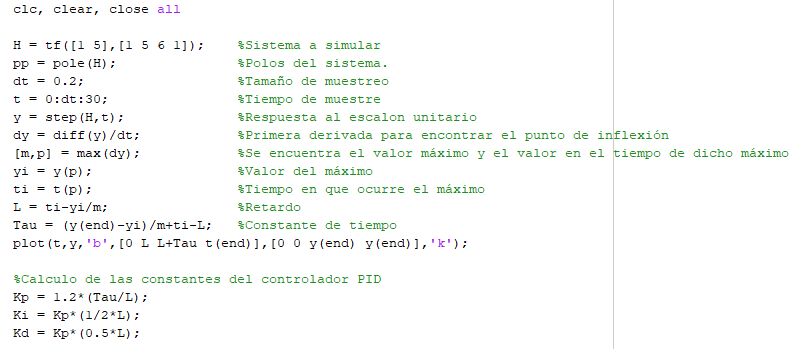 clc, clear, close all
H = tf([1 5],[1 5 6 1]); %Sistema a simular
pp = pole(H); %Polos del sistema.
dt = 0.2; %Tamaño de muestreo
t = 0:dt:30; %Tiempo de muestre
y = step(H,t); %Respuesta al escalon unitario
dy = diff(y)/dt; %Primera derivada para encontrar el punto de inflexión
[m,p] = max(dy); %Se encuentra el valor máximo y el valor en el tiempo de dicho máximo
yi = y(p); %Valor del máximo
ti = t(p); %Tiempo en que ocurre el máximo
L = ti-yi/m; %Retardo
Tau = (y(end)-yi)/m+ti-L; %Constante de tiempo
plot(t,y,'b',[0 L L+Tau t(end)],[0 0 y(end) y(end)],'k');
%Calculo de las constantes del controlador PID
Kp = 1.2*(Tau/L);
Ki = Kp*(1/2*L);
Kd = Kp*(0.5*L);